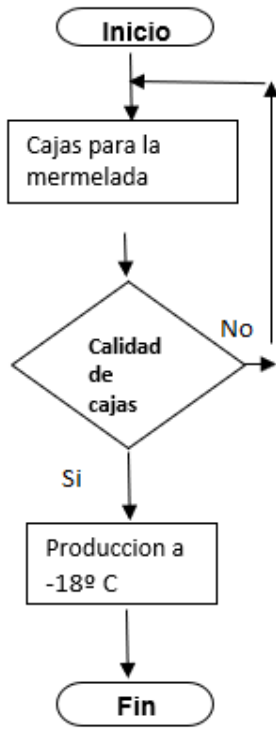 Inicio
Cajas para la
mermelada
No
Calidad
de
cajas
Si
Produccion a
-18º C
Fin